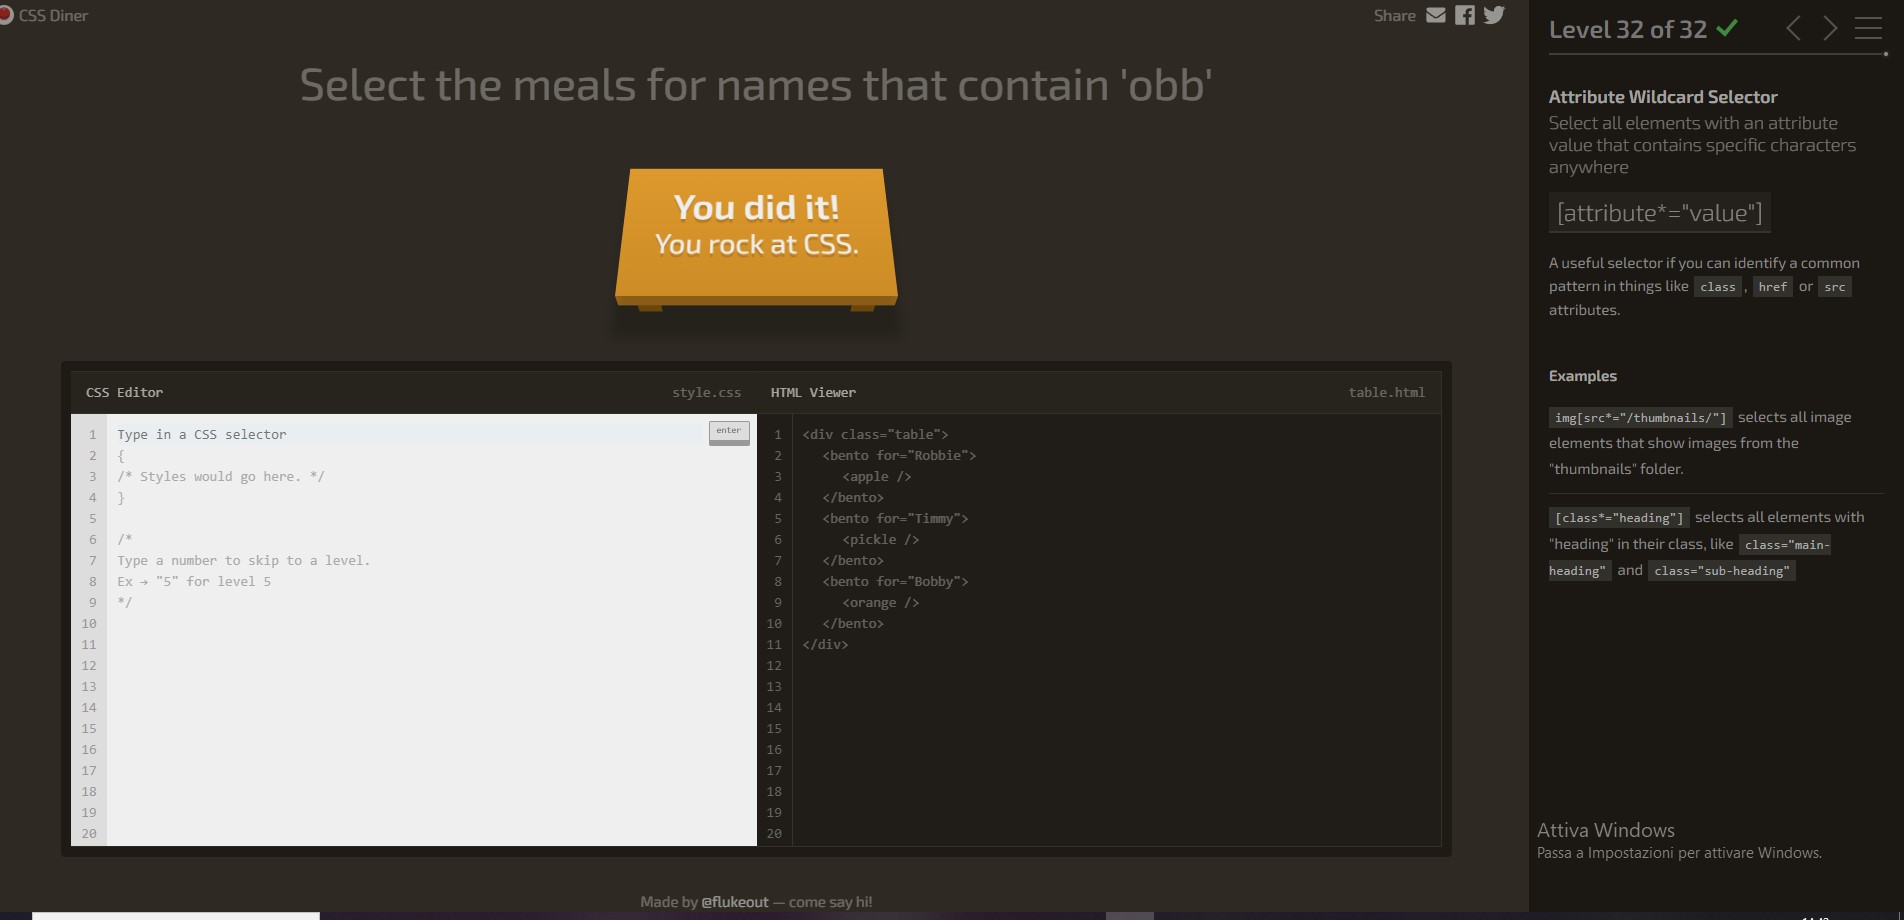 CSS Diner
Share
Select the meals for names that contain 'obb'
You did it!
You rock at CSS.
CSS Editor
style.css
HTML Viewer
table.html
1
2
3
4
5
6
7
8
9
10
11
12
13
14
15
16
17
18
19
20
Type in a CSS selector
enter
{
/* Styles would go here. */
}
/*
Type a number to skip to a level.
Ex → "5" for level 5
*/
1
2
3
4
5
6
7
8
9
10
11
12
13
14
15
16
17
18
19
20
<div class="table">
<bento for="Robbie">
<apple />
</bento>
<bento for="Timmy">
<pickle />
</bento>
<bento for="Bobby">
<orange />
</bento>
</div>
Made by @flukeout — come say hi!
Level 32 of 32
Attribute Wildcard Selector
Select all elements with an attribute
value that contains specific characters
anywhere
[attribute*="value"]
A useful selector if you can identify a common
pattern in things like class , href or src
attributes.
Examples
img[src*="/thumbnails/"] selects all image
elements that show images from the
"thumbnails" folder.
[class*="heading"] selects all elements with
"heading" in their class, like class="main-
heading" and class="sub-heading"
Attiva Windows
Passa a Impostazioni per attivare Windows.